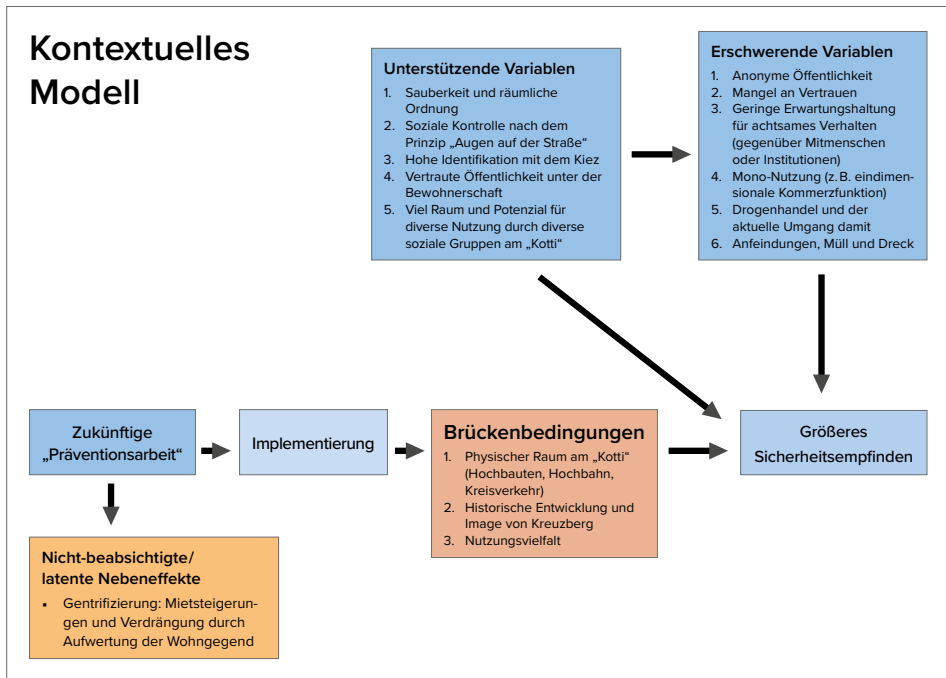 Kontextuelles
Modell
Unterstützende Variablen
1. Sauberkeit und räumliche
Ordnung
2. Soziale Kontrolle nach dem
Prinzip „Augen auf der Straße“
3. Hohe Identifikation mit dem Kiez
4. Vertraute Öffentlichkeit unter der
Bewohnerschaft
5. Viel Raum und Potenzial für
diverse Nutzung durch diverse
soziale Gruppen am „Kotti“
Erschwerende Variablen
1. Anonyme Öffentlichkeit
2. Mangel an Vertrauen
3. Geringe Erwartungshaltung
für achtsames Verhalten
(gegenüber Mitmenschen
oder Institutionen)
4. Mono-Nutzung (z. B. eindimen-
sionale Kommerzfunktion)
5. Drogenhandel und der
aktuelle Umgang damit
6. Anfeindungen, Müll und Dreck
Zukünftige
„Präventionsarbeit“
Implementierung
Brückenbedingungen
1. Physischer Raum am „Kotti“
(Hochbauten, Hochbahn,
Kreisverkehr)
2. Historische Entwicklung und
Image von Kreuzberg
3. Nutzungsvielfalt
Größeres
Sicherheitsempfinden
Nicht-beabsichtigte/
latente Nebeneffekte
▪ Gentrifizierung: Mietsteigerun-
gen und Verdrängung durch
Aufwertung der Wohngegend